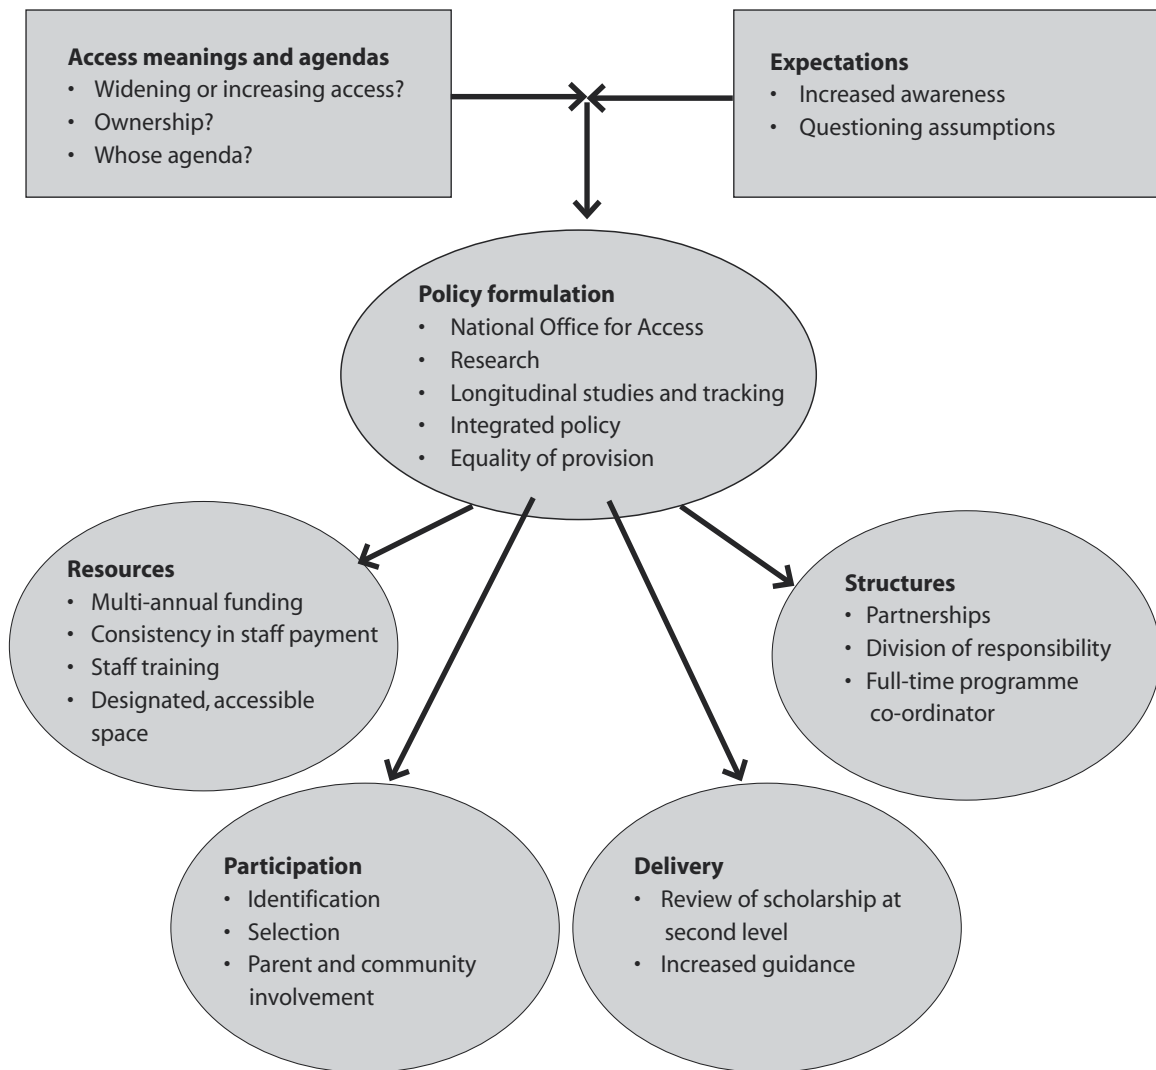 Access meanings and agendas
• Widening or increasing access?
• Ownership?
• Whose agenda?
Expectations
• Increased awareness
• Questioning assumptions
Policy formulation
• National Office for Access
• Research
• Longitudinal studies and tracking
• Integrated policy
• Equality of provision
Resources
• Multi-annual funding
• Consistency in staff payment
• Staff training
• Designated, accessible
space
Structures
• Partnerships
• Division of responsibility
• Full-time programme
co-ordinator
Participation
• Identification
• Selection
• Parent and community
involvement
Delivery
• Review of scholarship at
second level
• Increased guidance